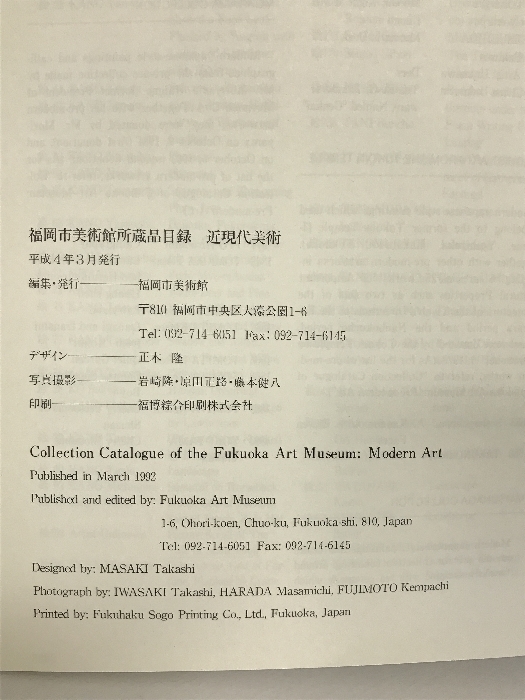 福岡市美術館所蔵品目録　近現代美術
平成4年3月発行
編集・発行────福岡市美術館
〒810 福岡市中央区大濠公園1-6
Tel: 092-714-6051 Fax: 092-714-6145
デザイン────正木　隆
写真撮影────岩崎隆・原田正路・藤本健八
印刷────福博綜合印刷株式会社
Collection Catalogue of the Fukuoka Art Museum: Modern Art
Published in March 1992
Published and edited by: Fukuoka Art Museum
1-6, Ohori-koen, Chuo-ku, Fukuoka-shi, 810, Japan
Tel: 092-714-6051 Fax: 092-714-6145
Designed by: MASAKI Takashi
Photograph by: IWASAKI Takashi, HARADA Masamichi, FUJIMOTO Kempachi
Printed by: Fukuhaku Sogo Printing Co., Ltd., Fukuoka, Japan